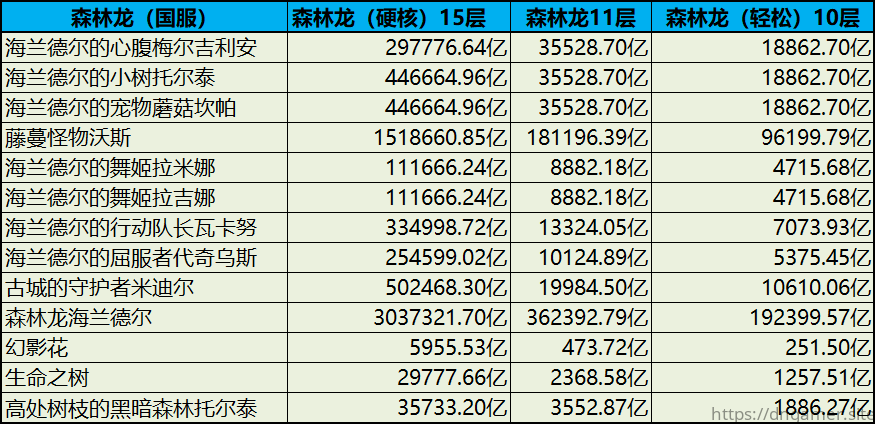 森林龙（国服） 森林龙（硬核）15层 森林龙11层 森林龙（轻松）10层
海兰德尔的心腹梅尔吉利安 297776.64亿 35528.70亿 18862.70亿
海兰德尔的小树托尔泰 446664.96亿 35528.70亿 18862.70亿
海兰德尔的宠物蘑菇坎帕 446664.96亿 35528.70亿 18862.70亿
藤蔓怪物沃斯 1518660.85亿 181196.39亿 96199.79亿
海兰德尔的舞姬拉米娜 111666.24亿 8882.18亿 4715.68亿
海兰德尔的舞姬拉吉娜 111666.24亿 8882.18亿 4715.68亿
海兰德尔的行动队长瓦卡努 334998.72亿 13324.05亿 7073.93亿
海兰德尔的屈服者代奇乌斯 254599.02亿 10124.89亿 5375.45亿
古城的守护者米迪尔 502468.30亿 19984.50亿 10610.06亿
森林龙海兰德尔 3037321.70亿 362392.79亿 192399.57亿
幻影花 5955.53亿 473.72亿 251.50亿
生命之树 29777.66亿 2368.58亿 1257.51亿
高处树枝的黑暗森林托尔泰 35733.20亿 3552.87亿 1886.27亿
https://dngamer.site